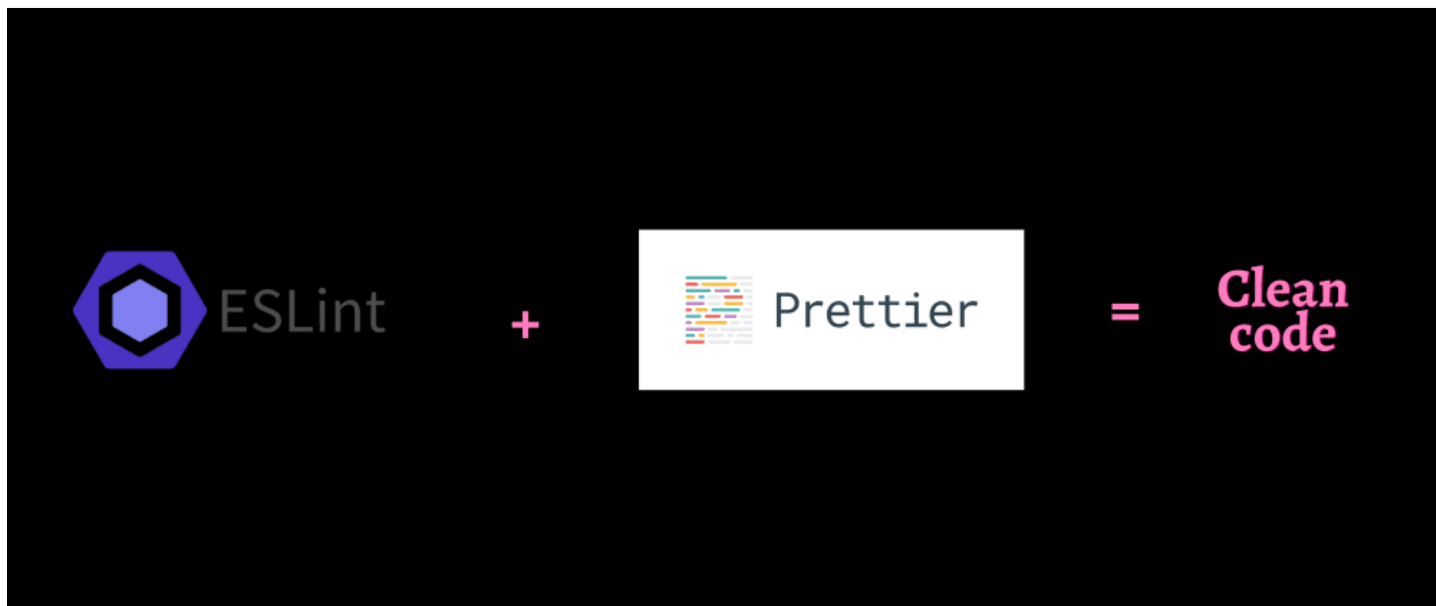 ESLint + Prettier = Clean
code